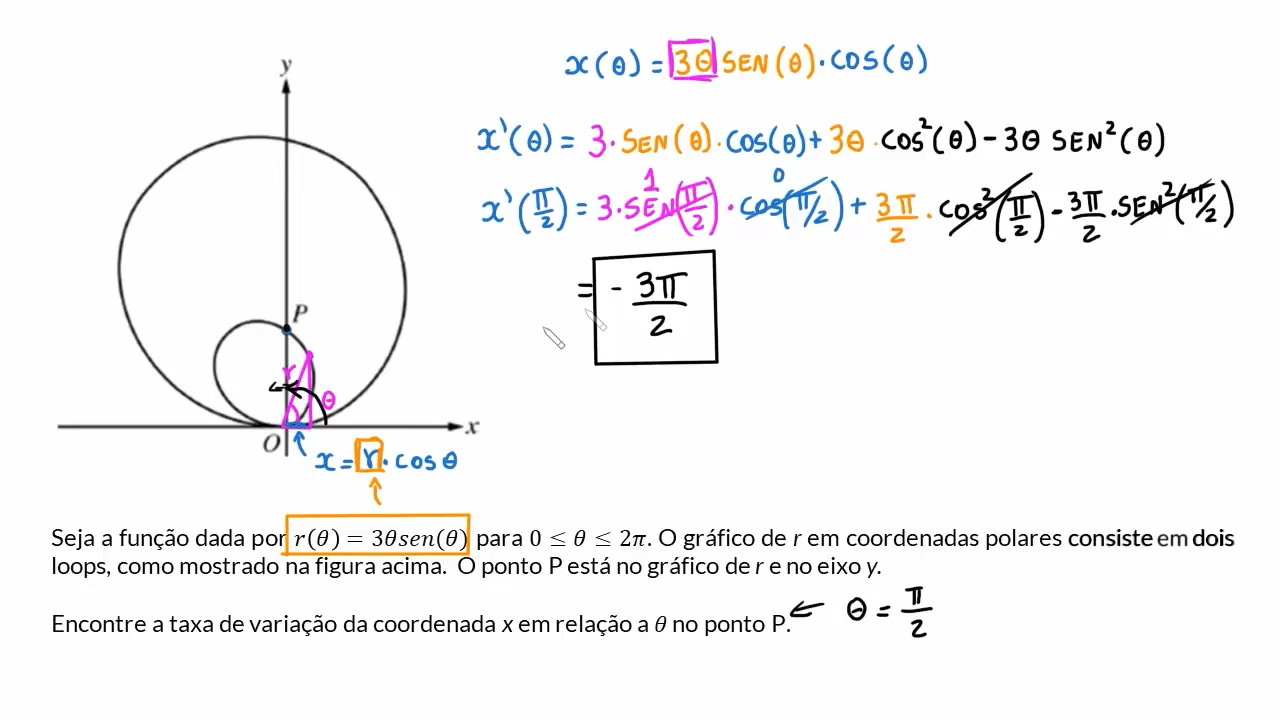 x(θ) = 3θ SEN(θ)·COS(θ)
y
x'(θ) = 3·SEN(θ)·COS(θ) + 3θ·COS²(θ) – 3θ SEN²(θ)
1
0
x'(π/2) = 3·SEN(π/2)·COS(π/2) + 3π/2·COS²(π/2) – 3π/2·SEN²(π/2)
= - 3π/2
P
r
θ
O
x
x = r·COSθ
Seja a função dada por r(θ) = 3θsen(θ) para 0 ≤ θ ≤ 2π. O gráfico de r em coordenadas polares consiste em dois
loops, como mostrado na figura acima. O ponto P está no gráfico de r e no eixo y.
Encontre a taxa de variação da coordenada x em relação a θ no ponto P. ← θ = π/2